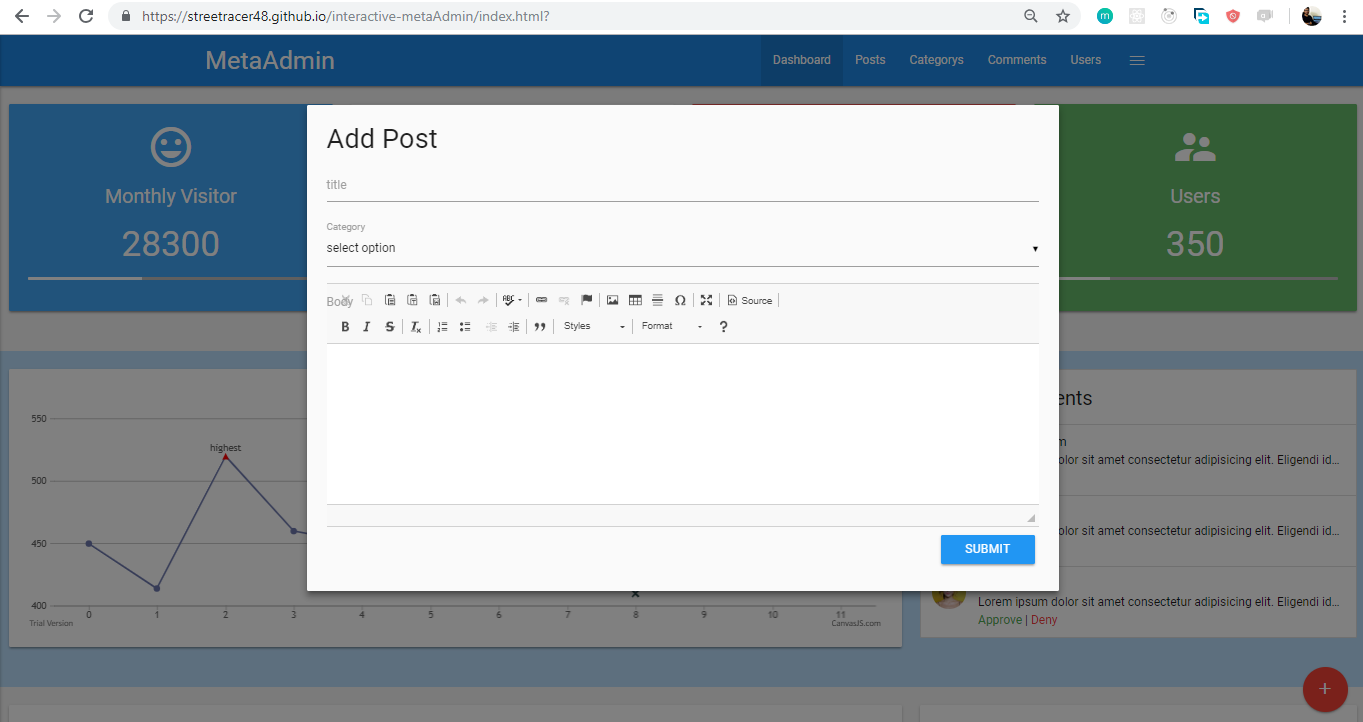 https://streetracer48.github.io/interactive-metaAdmin/index.html?
m
MetaAdmin
Dashboard Posts Categorys Comments Users
Monthly Visitor
28300
Users
350
Add Post
title
Category
select option
Body
ABC
Source
B I S Tx
Styles Format ?
SUBMIT
550
500
450
400
highest
0 1 2 3 4 5 6 7 8 9 10 11
Trial Version
CanvasJS.com
ents
m
olor sit amet consectetur adipisicing elit. Eligendi id...
olor sit amet consectetur adipisicing elit. Eligendi id...
Lorem ipsum dolor sit amet consectetur adipisicing elit. Eligendi id...
Approve | Deny
+